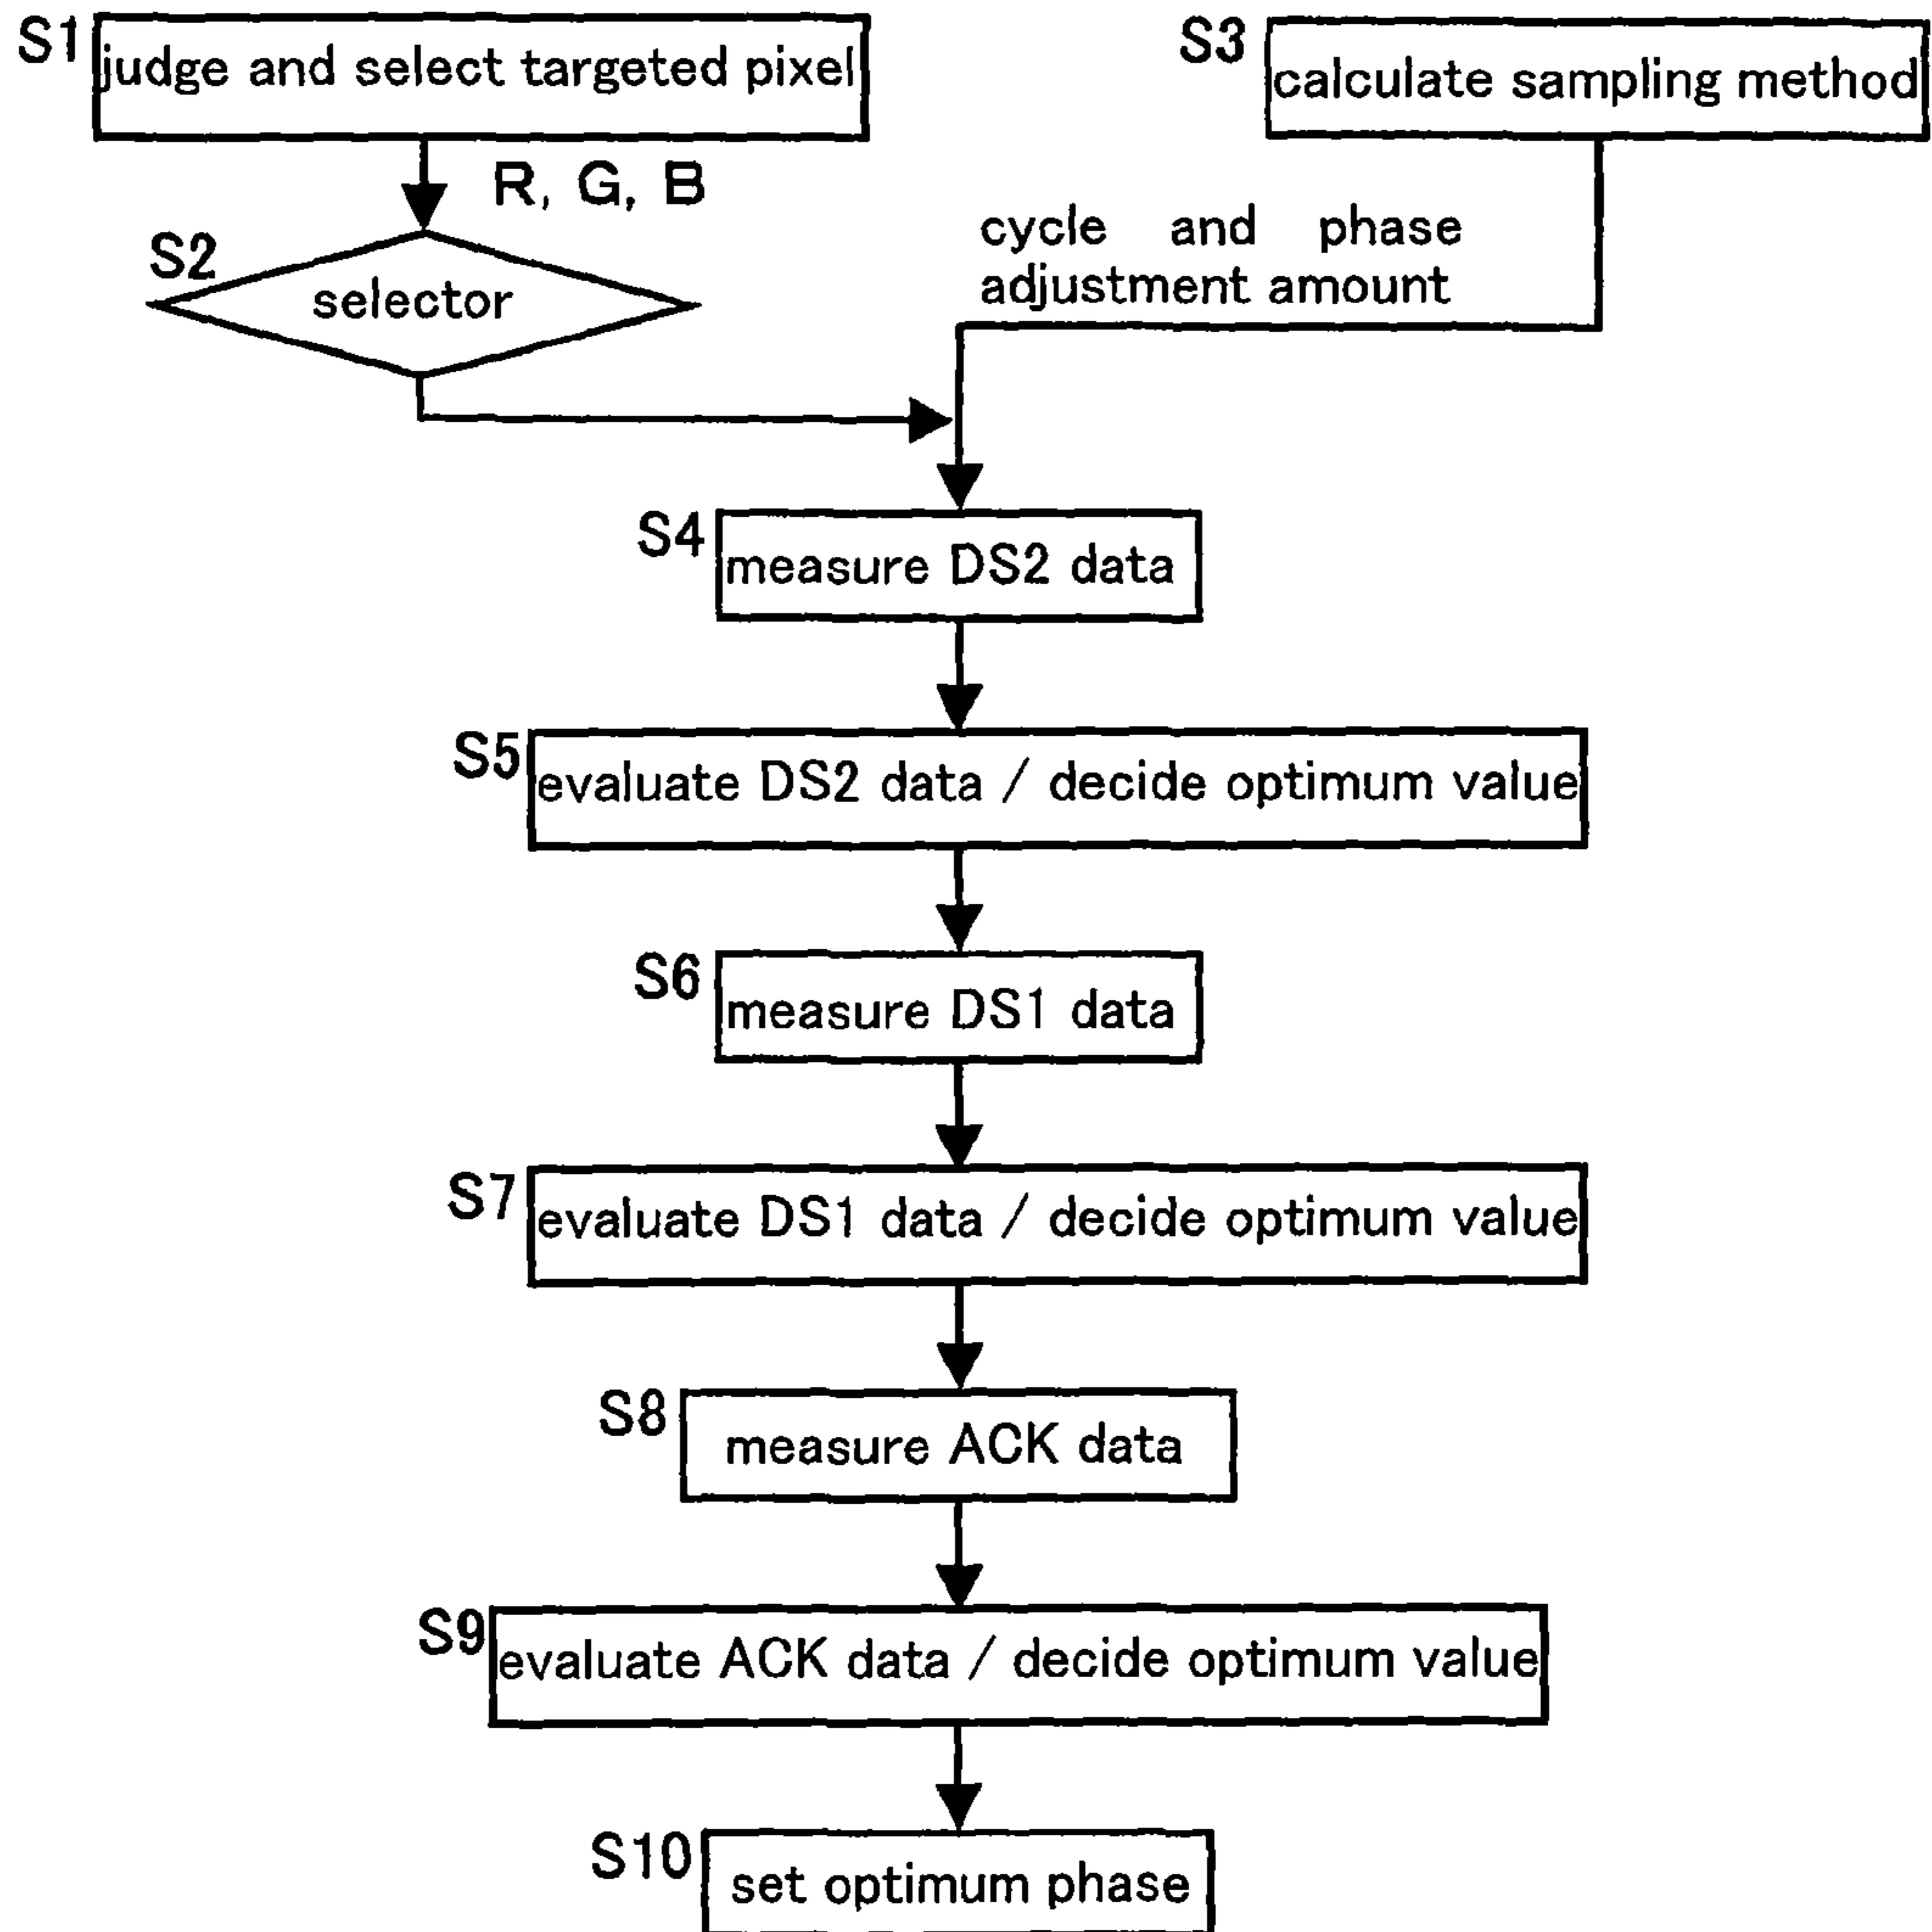 S1
judge and select targeted pixel
S3
calculate sampling method
R, G, B
cycle and phase
adjustment amount
S2
selector
S4
measure DS2 data
S5
evaluate DS2 data / decide optimum value
S6
measure DS1 data
S7
evaluate DS1 data / decide optimum value
S8
measure ACK data
S9
evaluate ACK data / decide optimum value
S10
set optimum phase